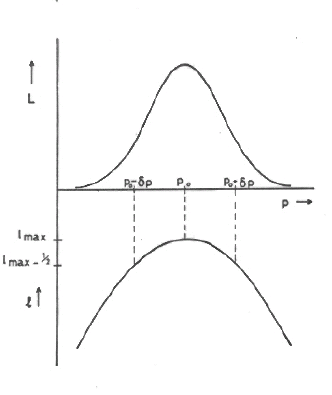 ↑
L
p₀-δp p₀ p₀+δp
p →
l max
l max - ½
ℓ ↑